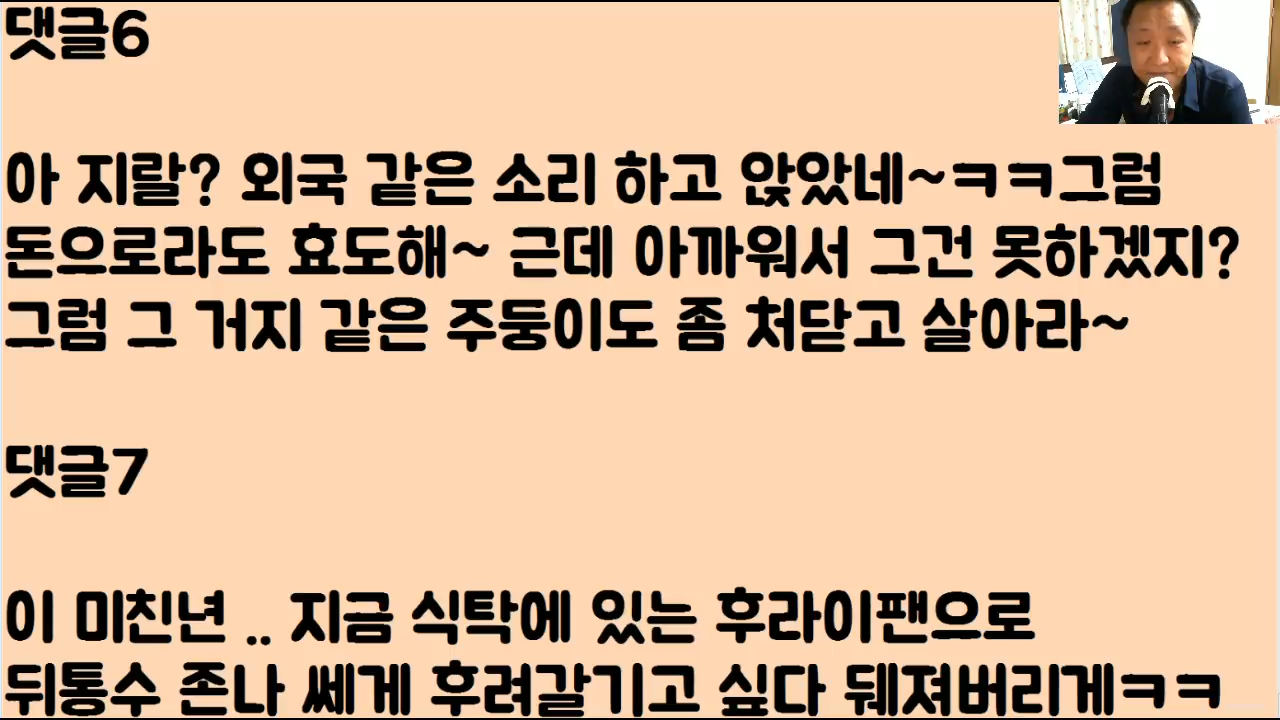 댓글6
아 지랄? 외국 같은 소리 하고 앉았네~ㅋㅋ그럼
돈으로라도 효도해~ 근데 아까워서 그건 못하겠지?
그럼 그 거지 같은 주둥이도 좀 처닫고 살아라~
댓글7
이 미친년 .. 지금 식탁에 있는 후라이팬으로
뒤통수 존나 쎄게 후려갈기고 싶다 뒈져버리게ㅋㅋ